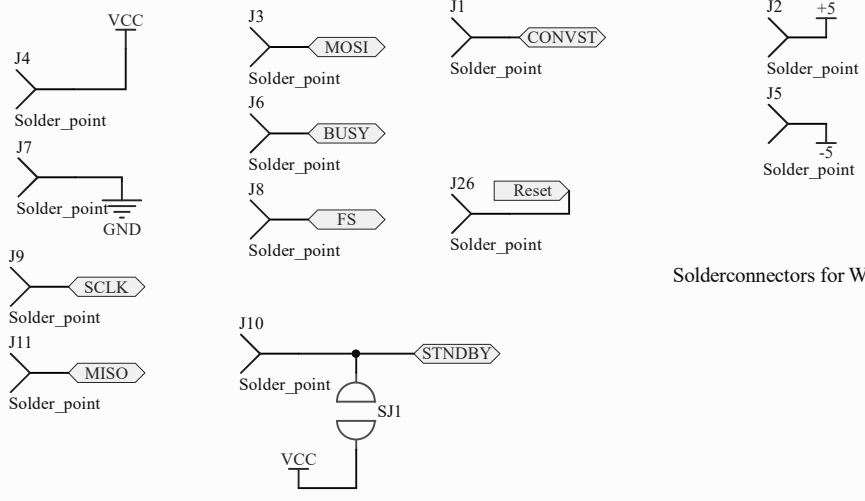 VCC
J4
Solder_point
J7
Solder_point
GND
J9
SCLK
Solder_point
J11
MISO
Solder_point
J3
MOSI
Solder_point
J6
BUSY
Solder_point
J8
FS
Solder_point
J10
STNDBY
Solder_point
SJ1
VCC
J1
CONVST
Solder_point
J26
Reset
Solder_point
J2
+5
Solder_point
J5
-5
Solder_point
Solderconnectors for W